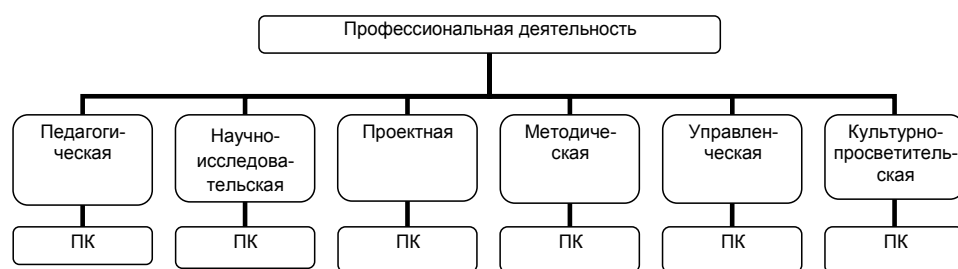 Профессиональная деятельность
Педагоги-
ческая
Научно-
исследова-
тельская
Проектная
Методиче-
ская
Управлен-
ческая
Культурно-
просветитель-
ская
ПК
ПК
ПК
ПК
ПК
ПК